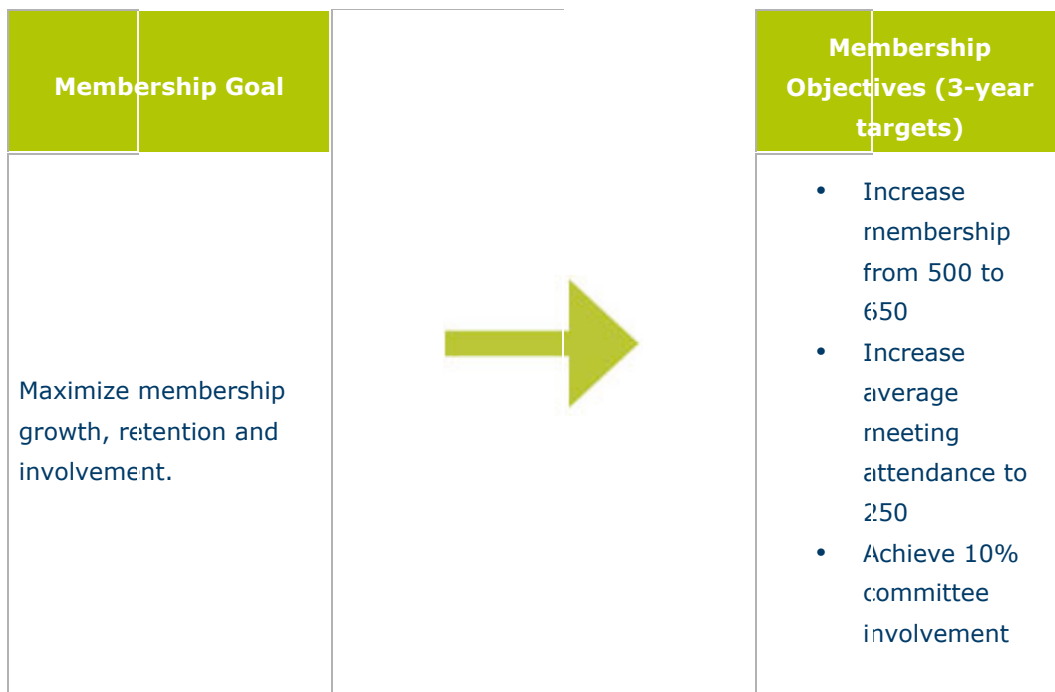 Membership Goal
Membership
Objectives (3-year
targets)
Maximize membership
growth, retention and
involvement.
• Increase
membership
from 500 to
650
• Increase
average
meeting
attendance to
250
• Achieve 10%
committee
involvement